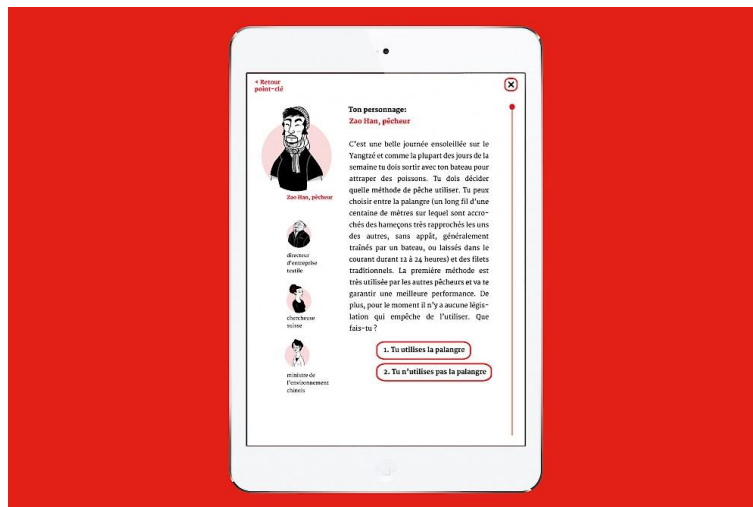 ◂ Retour
point-clé
Zao Han, pêcheur
directeur
d'entreprise
textile
chercheuse
suisse
ministre de
l'environnement
chinois
Ton personnage:
Zao Han, pêcheur
C'est une belle journée ensoleillée sur le
Yangtzé et comme la plupart des jours de la
semaine tu dois sortir avec ton bateau pour
attraper des poissons. Tu dois décider
quelle méthode de pêche utiliser. Tu peux
choisir entre la palangre (un long fil d'une
centaine de mètres sur lequel sont accro-
chés des hameçons très rapprochés les uns
des autres, sans appât, généralement
traînés par un bateau, ou laissés dans le
courant durant 12 à 24 heures) et des filets
traditionnels. La première méthode est
très utilisée par les autres pêcheurs et va te
garantir une meilleure performance. De
plus, pour le moment il n'y a aucune légis-
lation qui empêche de l'utiliser. Que
fais-tu ?
1. Tu utilises la palangre
2. Tu n'utilises pas la palangre